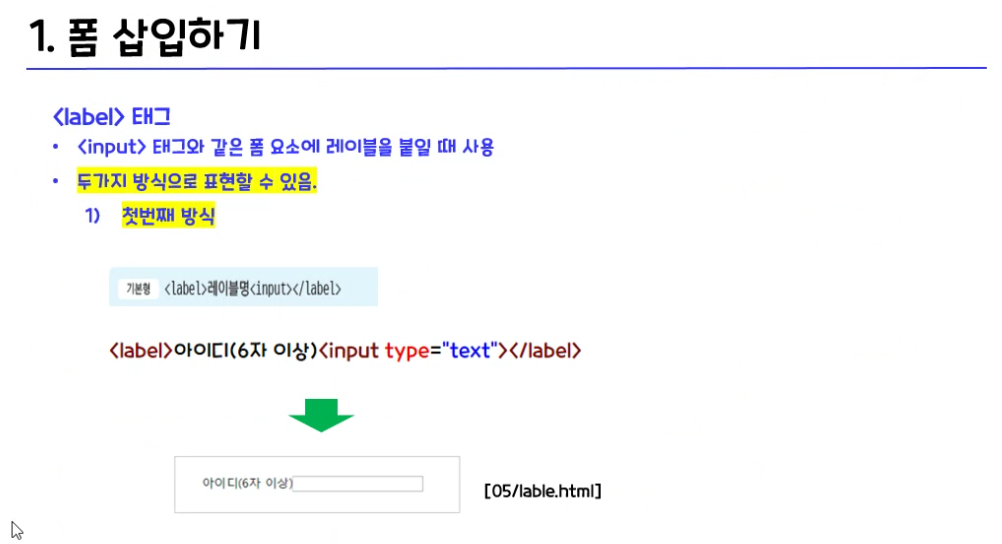 1. 폼 삽입하기
<label> 태그
• <input> 태그와 같은 폼 요소에 레이블을 붙일 때 사용
• 두가지 방식으로 표현할 수 있음.
1) 첫번째 방식
기본형 <label>레이블명<input></label>
<label>아이디(6자 이상)<input type="text"></label>
아이디(6자 이상)
[05/lable.html]